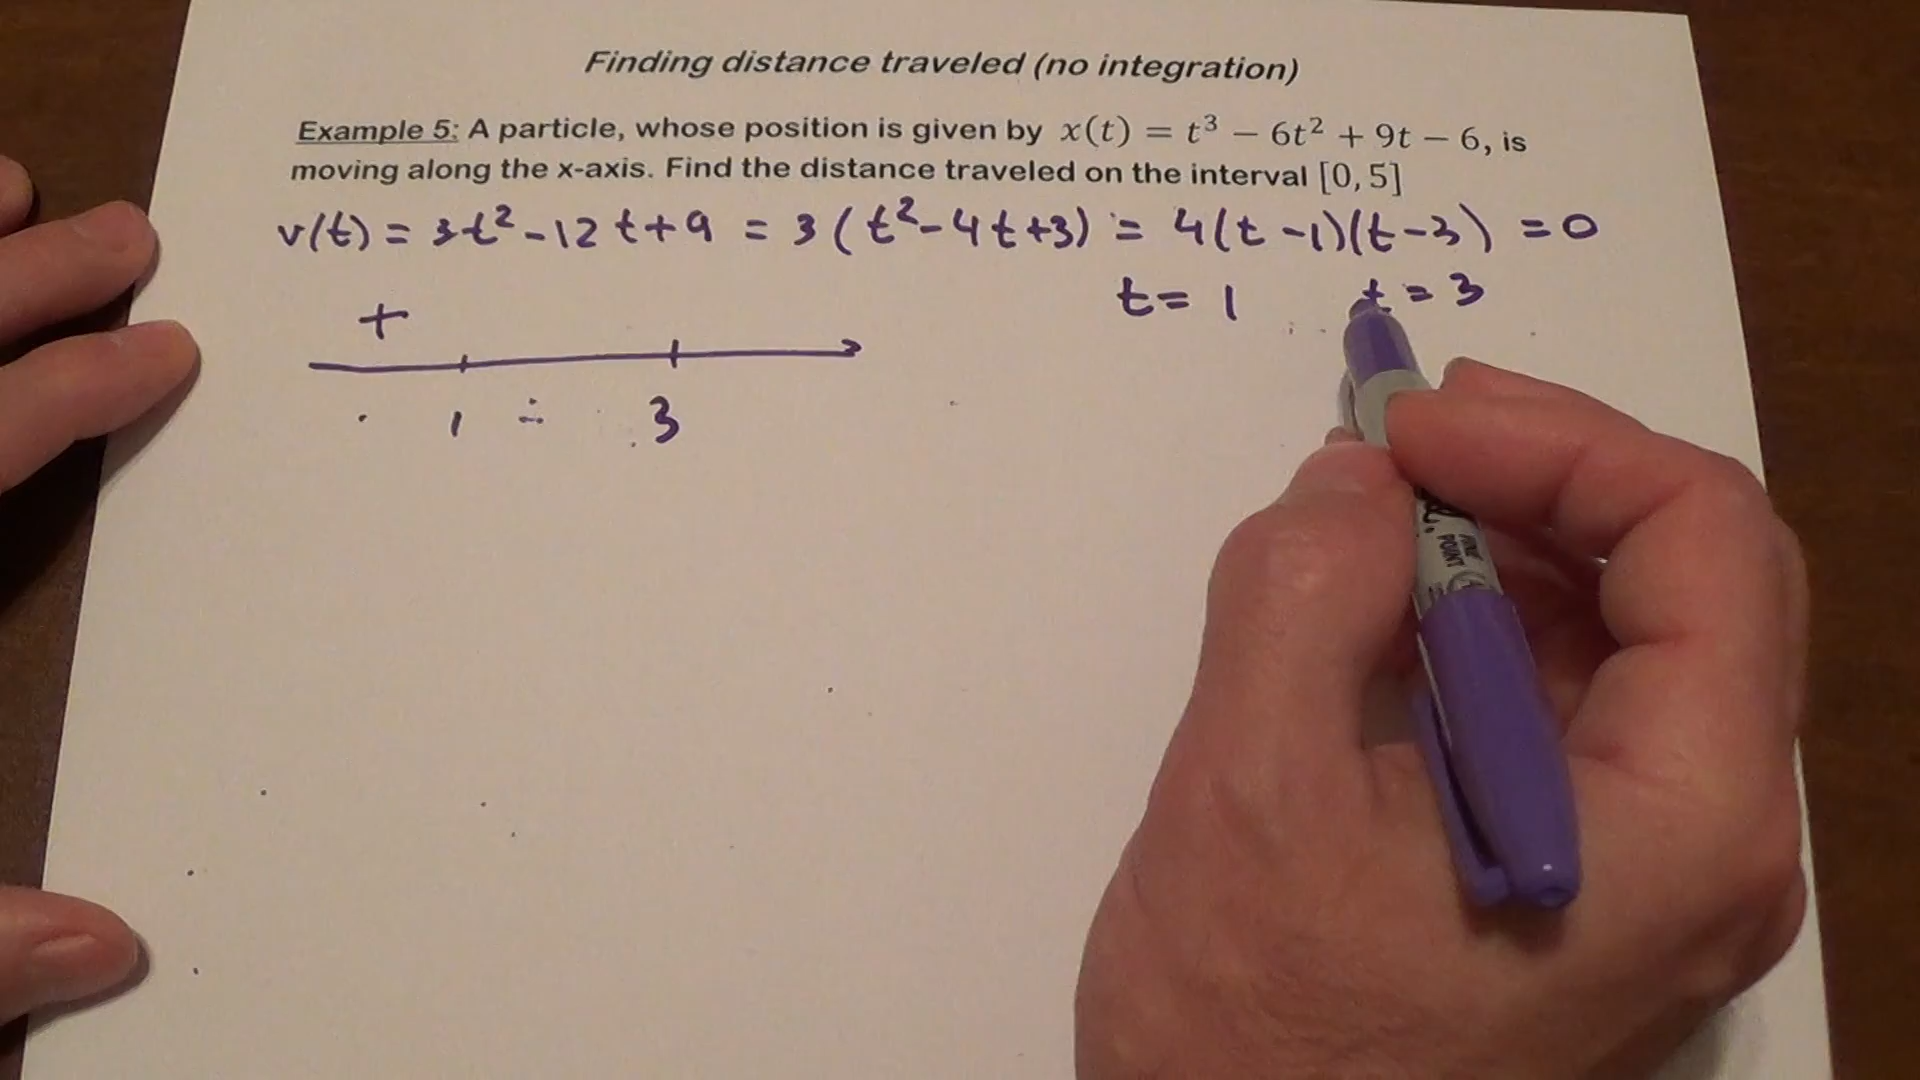 Finding distance traveled (no integration)
Example 5: A particle, whose position is given by x(t) = t³ − 6t² + 9t − 6, is
moving along the x-axis. Find the distance traveled on the interval [0, 5]
v(t) = 3t² - 12t + 9 = 3(t² - 4t + 3) = 4(t - 1)(t - 3) = 0
t = 1 t = 3
+
1 3
FINE POINT